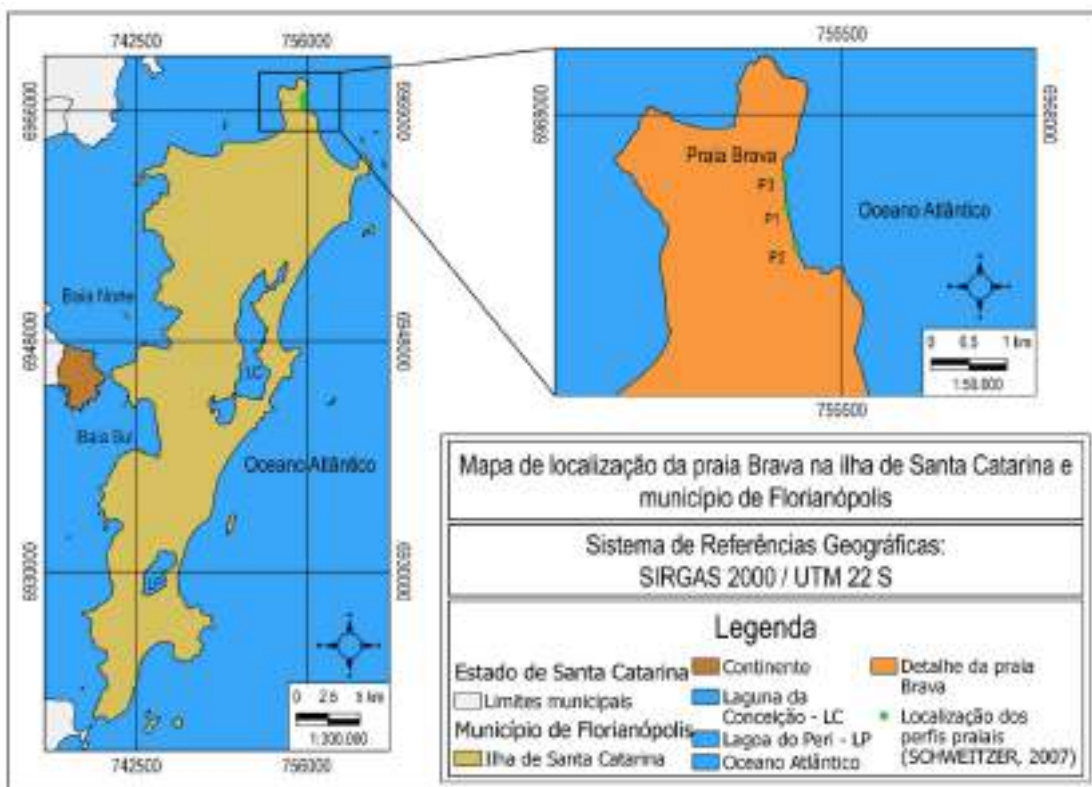 742500
756000
6966000
6966000
Baía Norte
6948000
6948000
LC
Baía Sul
Oceano Atlântico
6930000
6930000
LP
0 2.5 5 km
1:300.000
742500
756000
755500
6968000
6968000
Praia Brava
P3
P1
P2
Oceano Atlântico
0 0.5 1 km
1:50.000
755500
Mapa de localização da praia Brava na ilha de Santa Catarina e
município de Florianópolis
Sistema de Referências Geográficas:
SIRGAS 2000 / UTM 22 S
Legenda
Estado de Santa Catarina
Limites municipais
Município de Florianópolis
Ilha de Santa Catarina
Continente
Laguna da
Conceição - LC
Lagoa do Peri - LP
Oceano Atlântico
Detalhe da praia
Brava
Localização dos
perfis praiais
(SCHWEITZER, 2007)